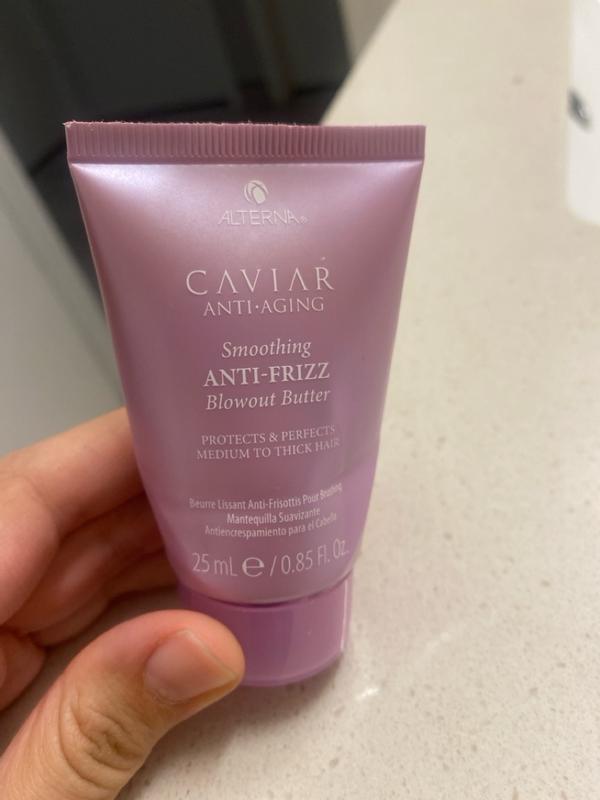 ALTERNA®
CAVIAR
ANTI·AGING
Smoothing
ANTI-FRIZZ
Blowout Butter
PROTECTS & PERFECTS
MEDIUM TO THICK HAIR
Beurre Lissant Anti-Frisottis Pour Brushing
Mantequilla Suavizante
Antiencrespamiento para el Cabello
25 mL ℮ / 0.85 Fl. Oz.